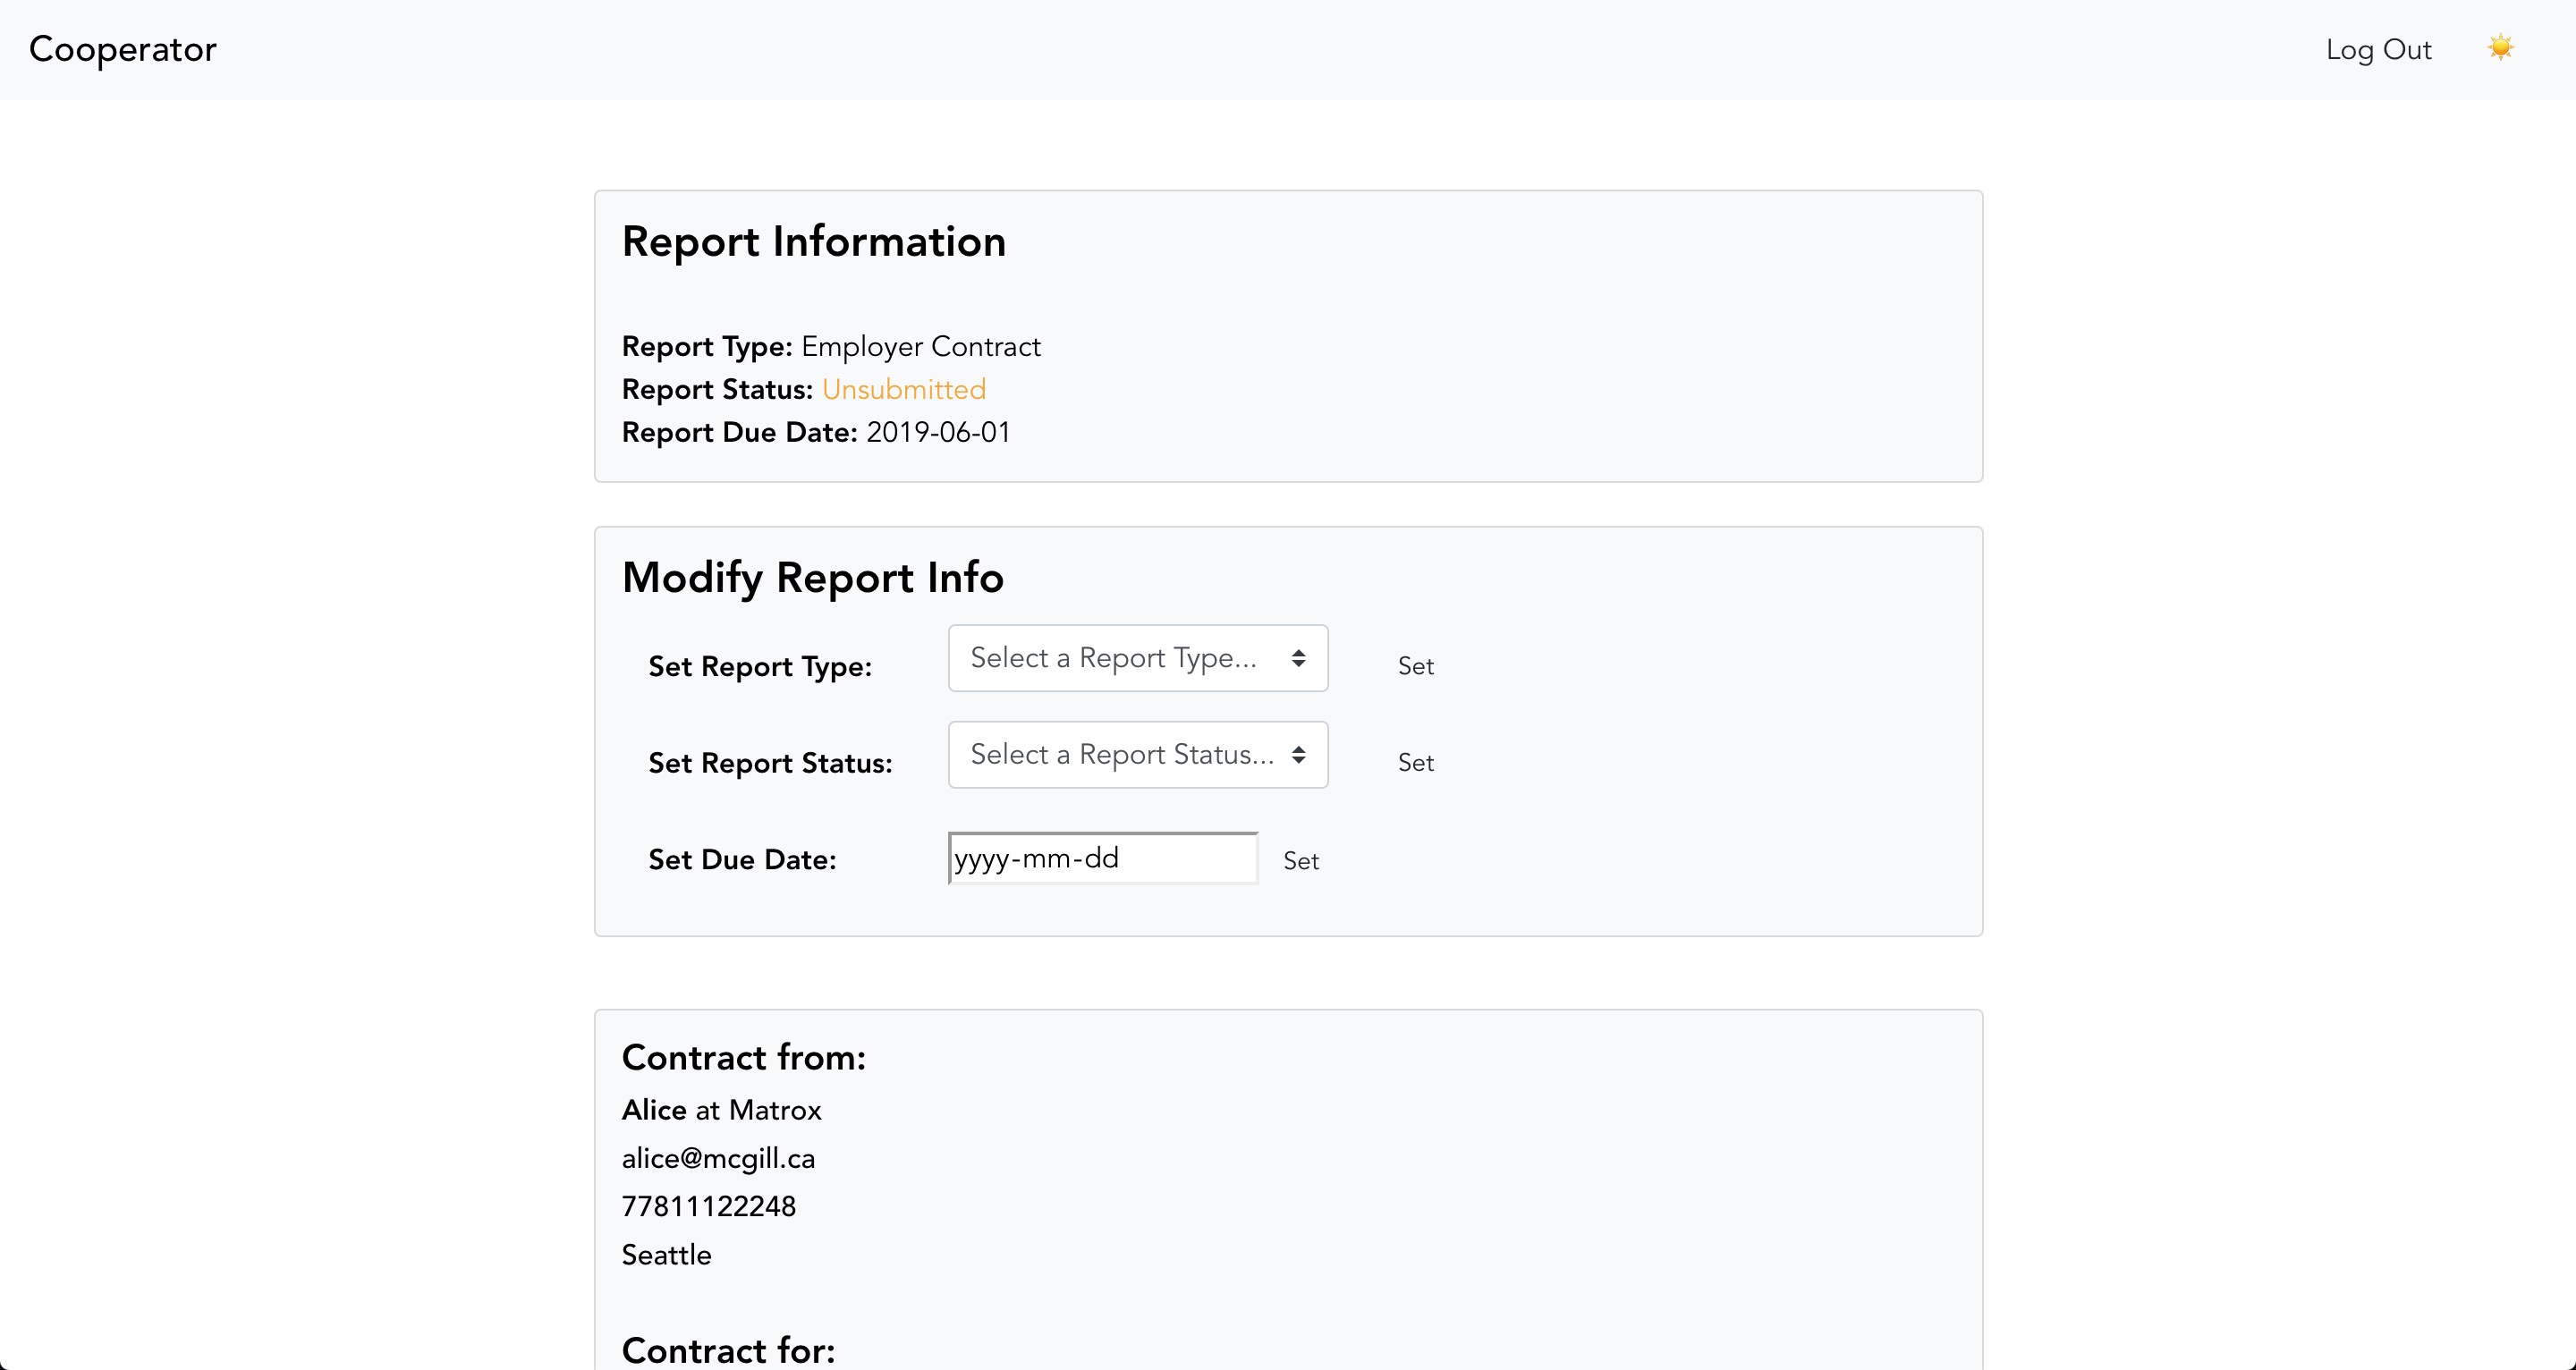 Cooperator
Log Out
Report Information
Report Type: Employer Contract
Report Status: Unsubmitted
Report Due Date: 2019-06-01
Modify Report Info
Set Report Type: Select a Report Type... Set
Set Report Status: Select a Report Status... Set
Set Due Date: yyyy-mm-dd Set
Contract from:
Alice at Matrox
alice@mcgill.ca
77811122248
Seattle
Contract for: